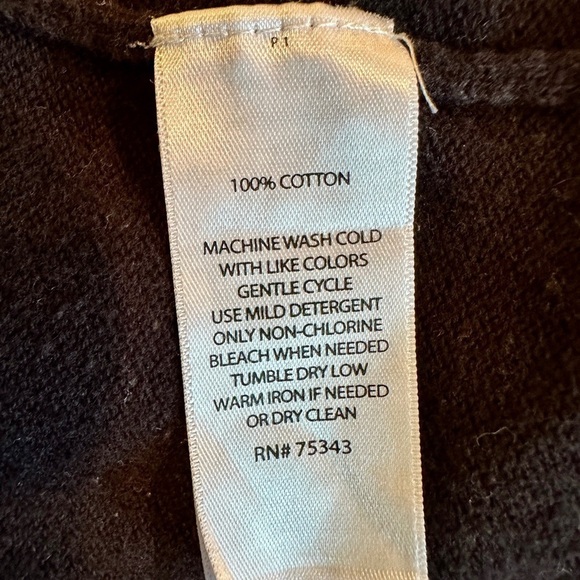 P 1
100% COTTON
MACHINE WASH COLD
WITH LIKE COLORS
GENTLE CYCLE
USE MILD DETERGENT
ONLY NON-CHLORINE
BLEACH WHEN NEEDED
TUMBLE DRY LOW
WARM IRON IF NEEDED
OR DRY CLEAN
RN# 75343